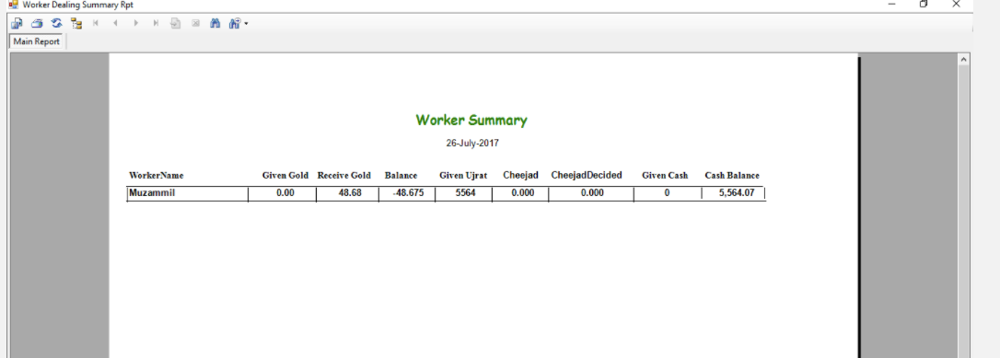 Worker Dealing Summary Rpt
Main Report
Worker Summary
26-July-2017
WorkerName Given Gold Receive Gold Balance Given Ujrat Cheejad CheejadDecided Given Cash Cash Balance
Muzammil 0.00 48.68 -48.675 5564 0.000 0.000 0 5,564.07